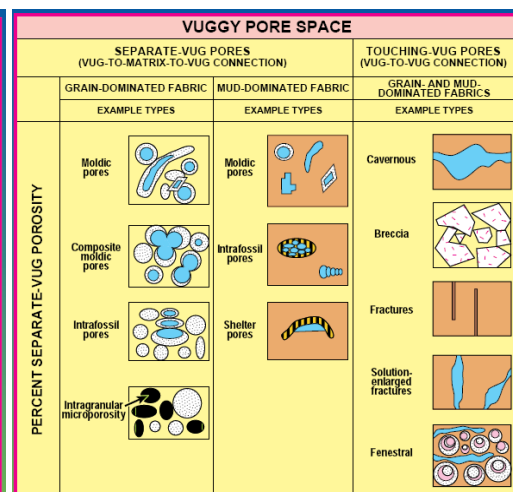 VUGGY PORE SPACE
SEPARATE-VUG PORES
(VUG-TO-MATRIX-TO-VUG CONNECTION)
TOUCHING-VUG PORES
(VUG-TO-VUG CONNECTION)
GRAIN-DOMINATED FABRIC
MUD-DOMINATED FABRIC
GRAIN- AND MUD-
DOMINATED FABRICS
EXAMPLE TYPES
EXAMPLE TYPES
EXAMPLE TYPES
PERCENT SEPARATE-VUG POROSITY
Moldic
pores
Composite
moldic
pores
Intrafossil
pores
Intragranular
microporosity
Moldic
pores
Intrafossil
pores
Shelter
pores
Cavernous
Breccia
Fractures
Solution-
enlarged
fractures
Fenestral